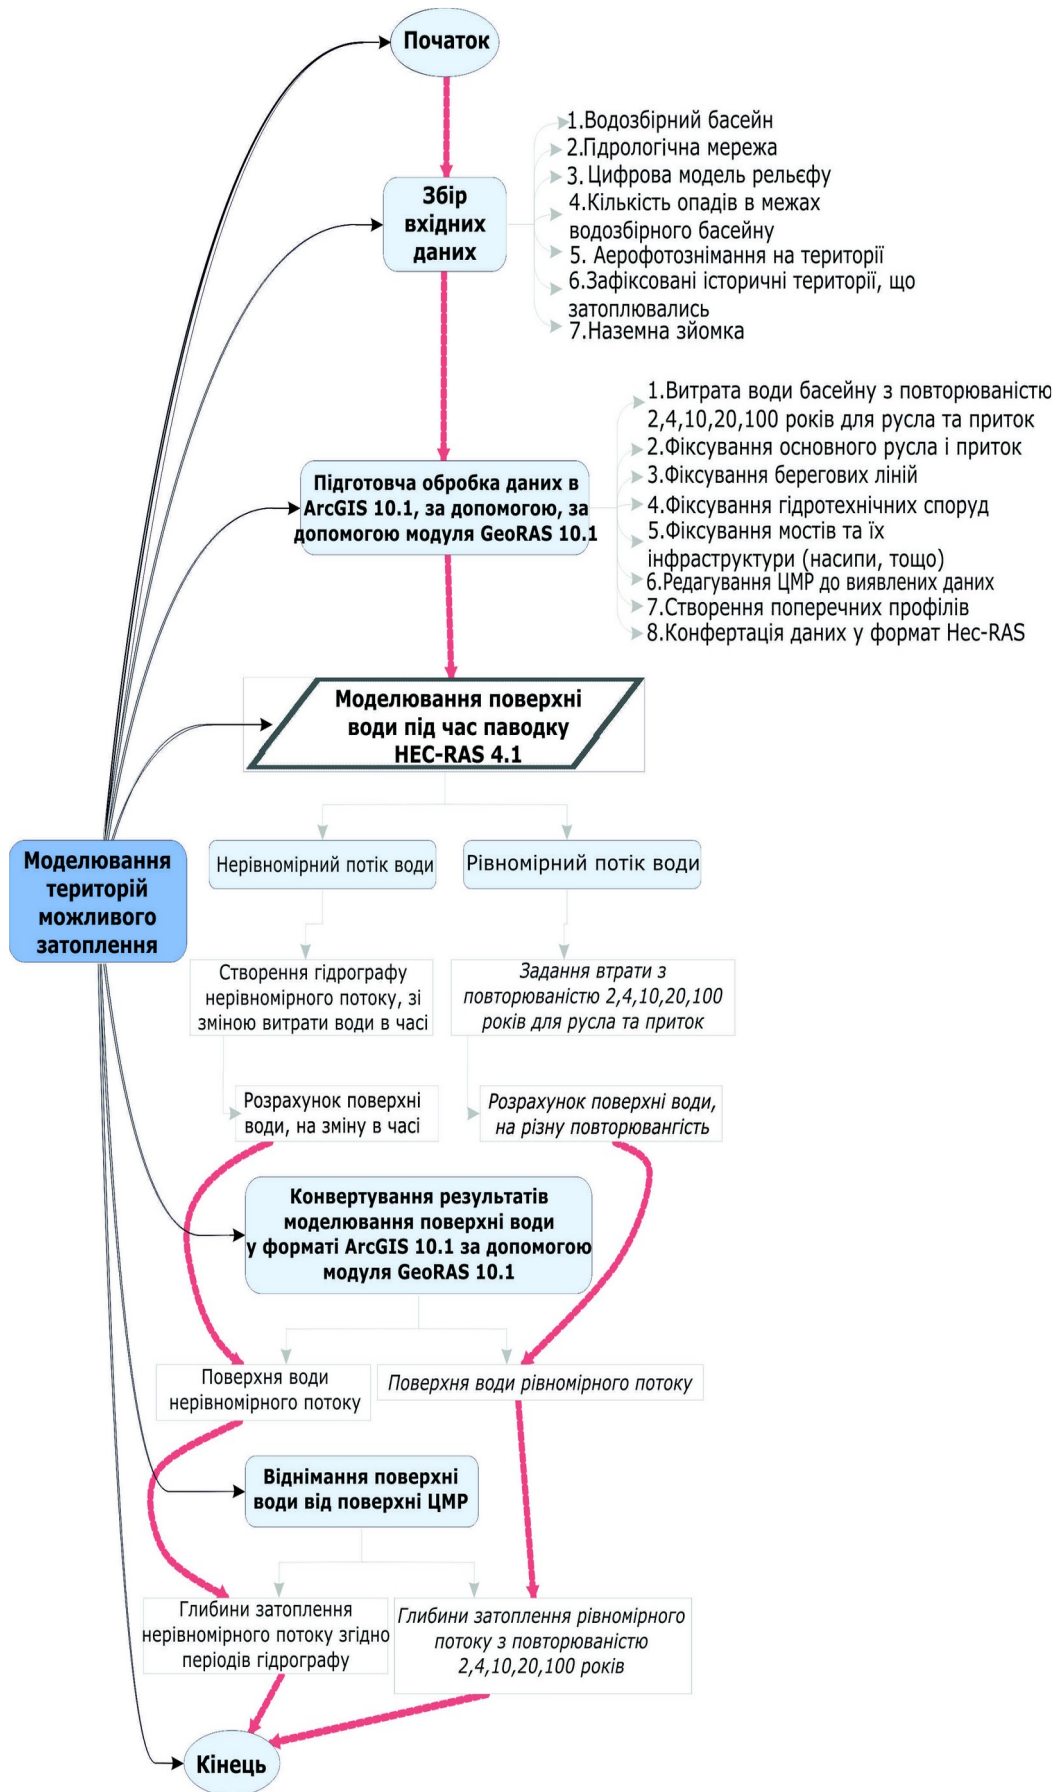 Початок
Збір
вхідних
даних
1.Водозбірний басейн
2.Гідрологічна мережа
3. Цифрова модель рельєфу
4.Кількість опадів в межах
водозбірного басейну
5. Аерофотознімання на території
6.Зафіксовані історичні території, що
затоплювались
7.Наземна зйомка
Підготовча обробка даних в
ArcGIS 10.1, за допомогою, за
допомогою модуля GeoRAS 10.1
1.Витрата води басейну з повторюваністю
2,4,10,20,100 років для русла та приток
2.Фіксування основного русла і приток
3.Фіксування берегових ліній
4.Фіксування гідротехнічних споруд
5.Фіксування мостів та їх
інфраструктури (насипи, тощо)
6.Редагування ЦМР до виявлених даних
7.Створення поперечних профілів
8.Конфертація даних у формат Hec-RAS
Моделювання поверхні
води під час паводку
HEC-RAS 4.1
Моделювання
територій
можливого
затоплення
Нерівномірний потік води
Рівномірний потік води
Створення гідрографу
нерівномірного потоку, зі
зміною витрати води в часі
Задання втрати з
повторюваністю 2,4,10,20,100
років для русла та приток
Розрахунок поверхні
води, на зміну в часі
Розрахунок поверхні води,
на різну повторювангість
Конвертування результатів
моделювання поверхні води
у форматі ArcGIS 10.1 за допомогою
модуля GeoRAS 10.1
Поверхня води
нерівномірного потоку
Поверхня води рівномірного потоку
Віднімання поверхні
води від поверхні ЦМР
Глибини затоплення
нерівномірного потоку згідно
періодів гідрографу
Глибини затоплення рівномірного
потоку з повторюваністю
2,4,10,20,100 років
Кінець